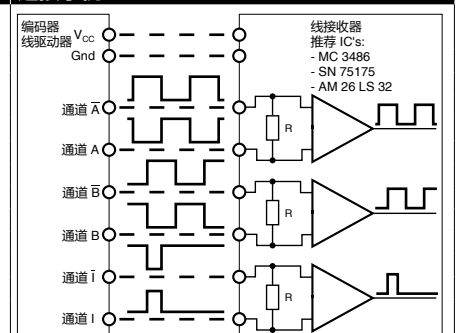 编码器
线驱动器 VCC
Gnd
通道 A̅
通道 A
通道 B̅
通道 B
通道 I̅
通道 I
线接收器
推荐 IC's:
- MC 3486
- SN 75175
- AM 26 LS 32
R
R
R